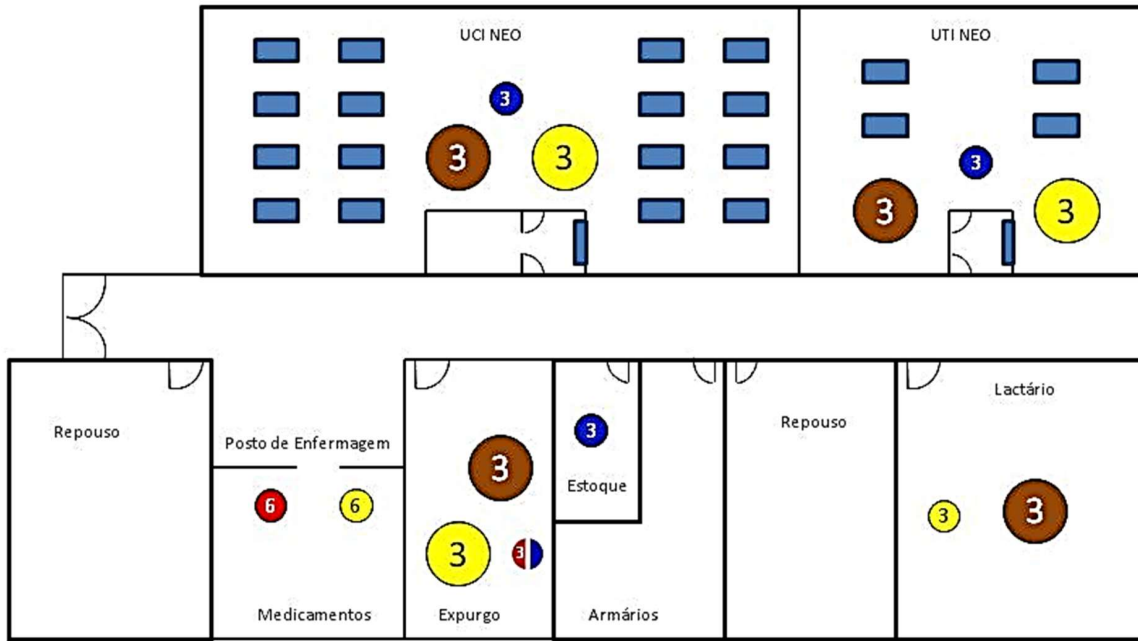 UCI NEO
UTI NEO
3
3
3
3
3
3
Repouso
Posto de Enfermagem
6
6
Medicamentos
3
3
3
Expurgo
3
Estoque
Armários
Repouso
Lactário
3
3